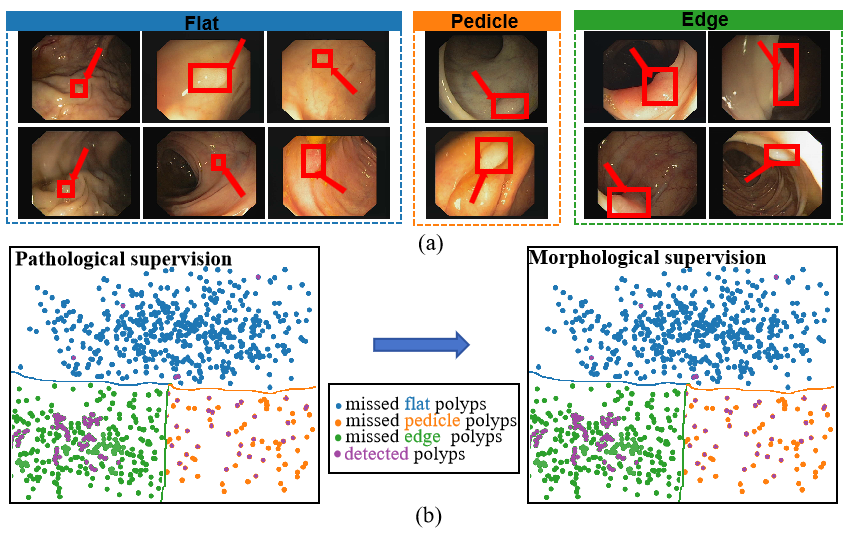 Flat
Pedicle
Edge
(a)
Pathological supervision
Morphological supervision
missed flat polyps
missed pedicle polyps
missed edge polyps
detected polyps
(b)